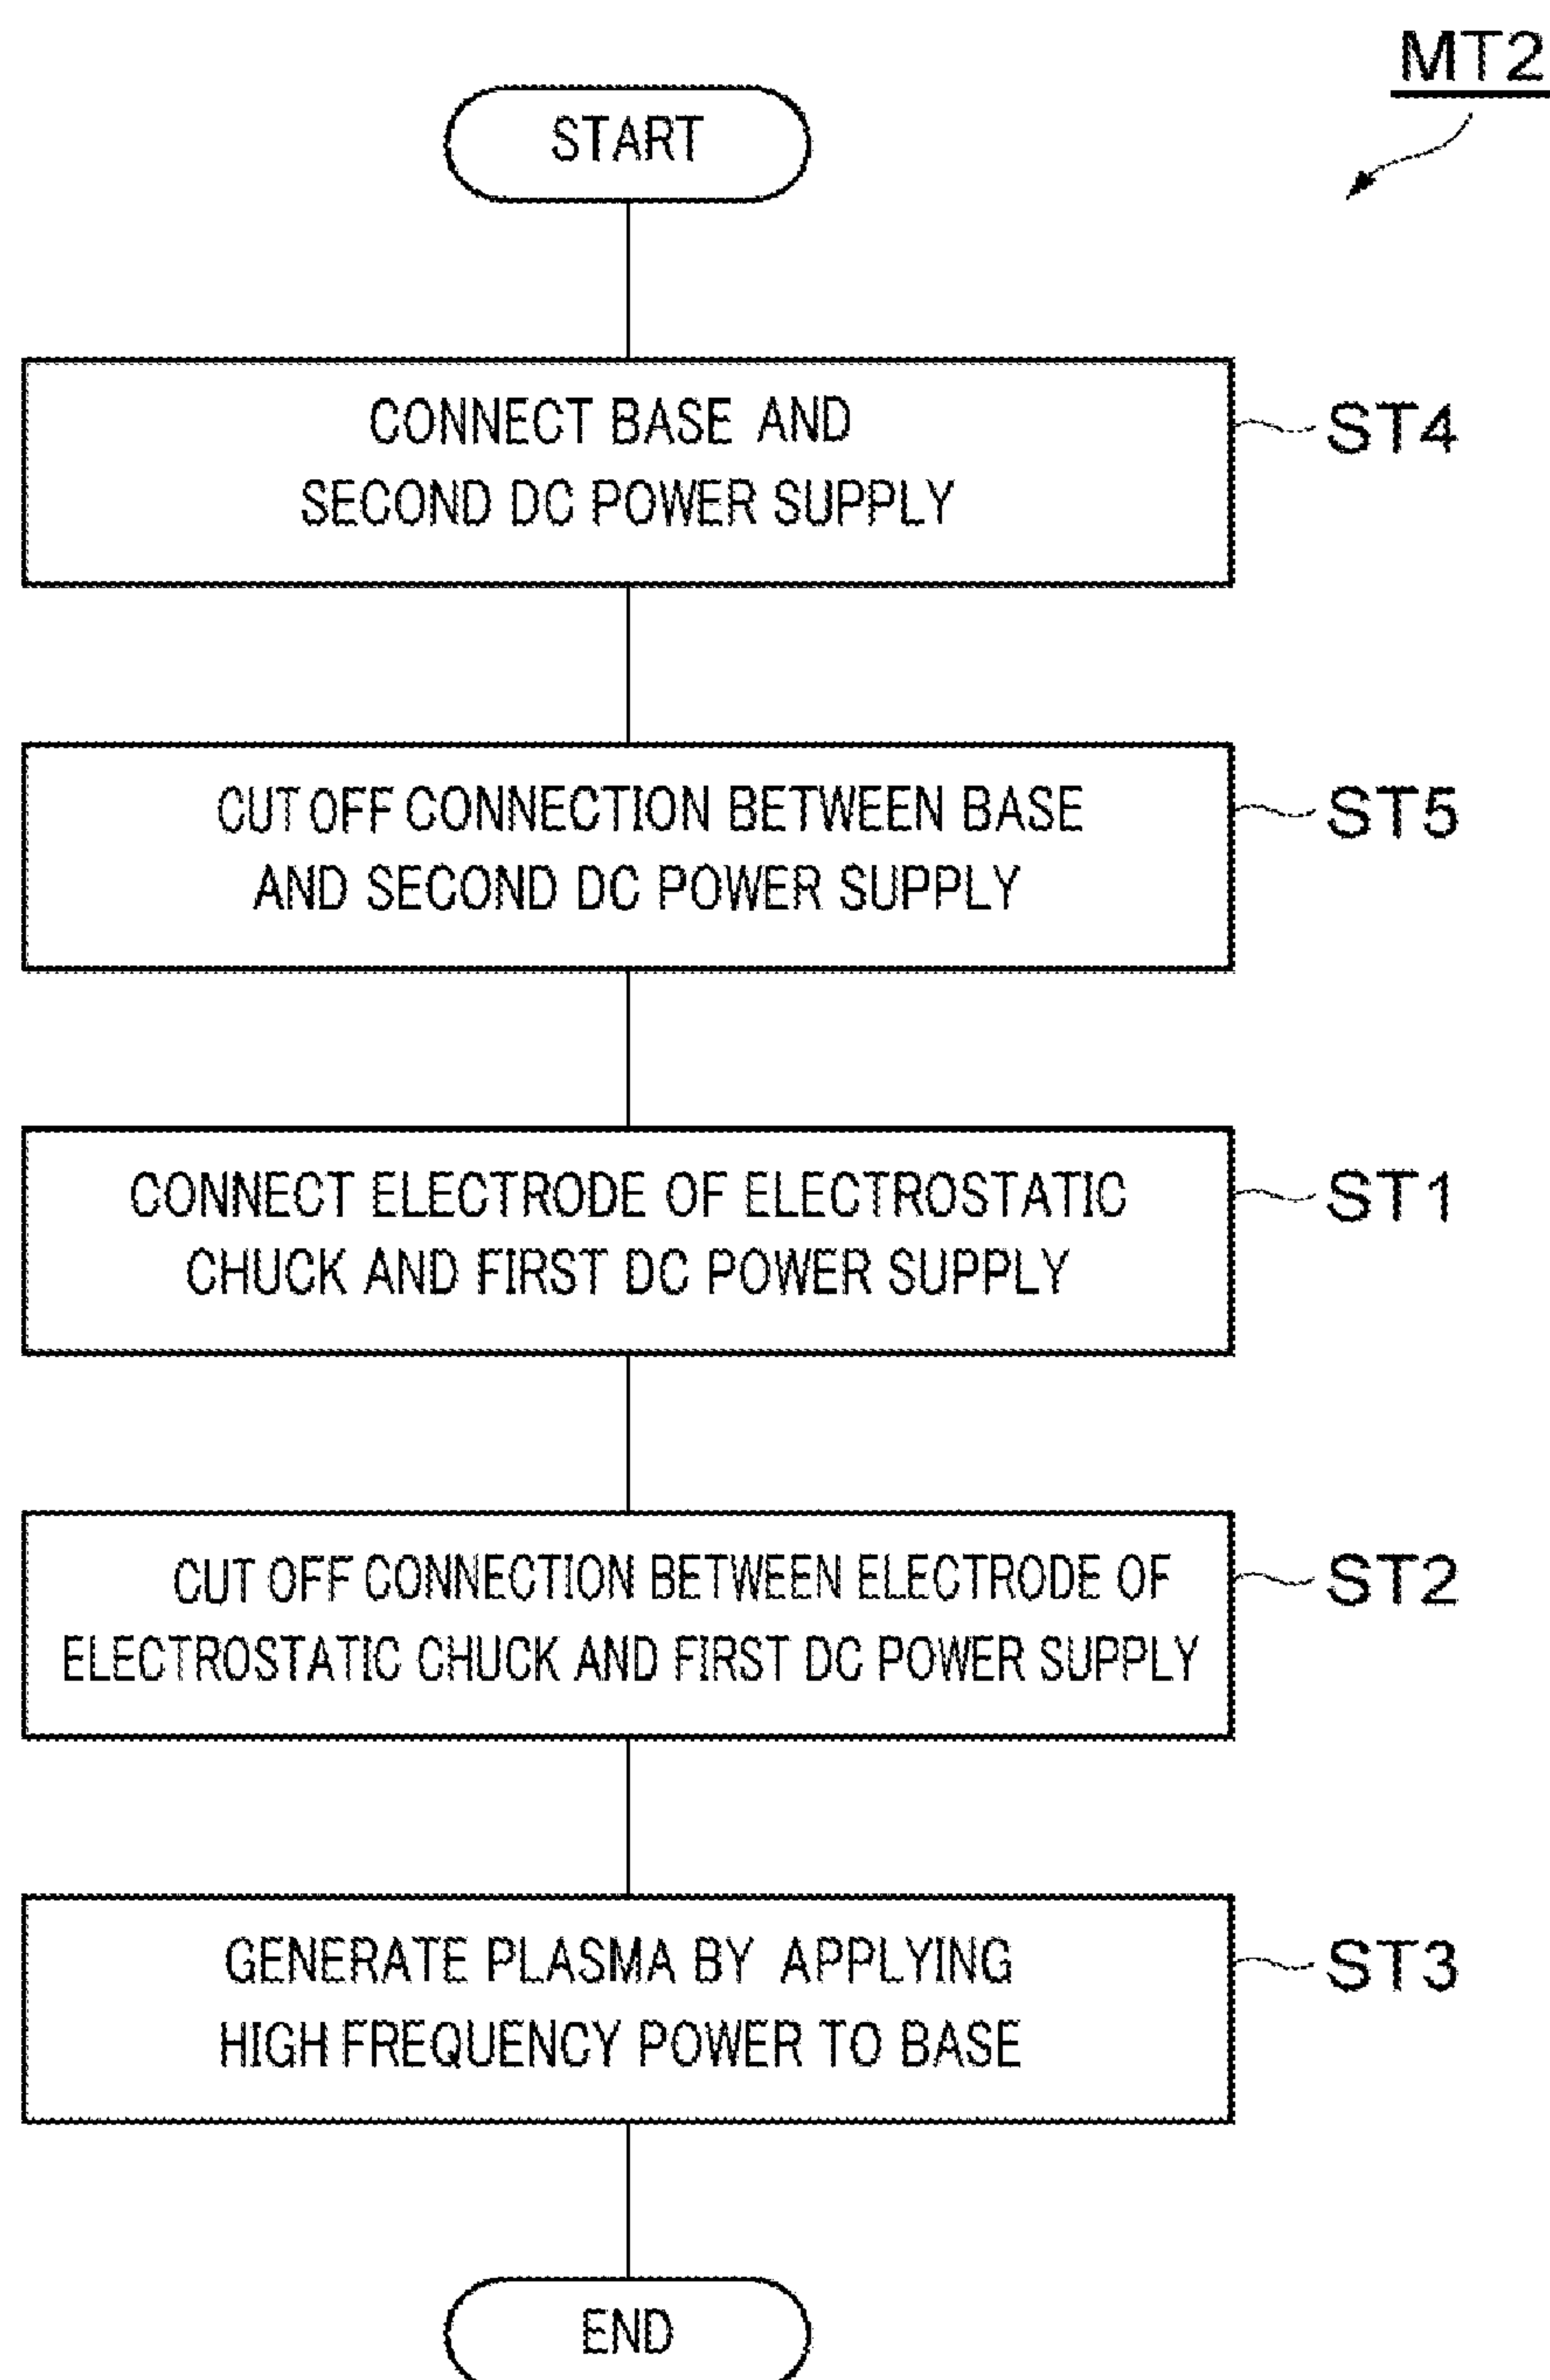 MT2
START
CONNECT BASE AND
SECOND DC POWER SUPPLY
ST4
CUT OFF CONNECTION BETWEEN BASE
AND SECOND DC POWER SUPPLY
ST5
CONNECT ELECTRODE OF ELECTROSTATIC
CHUCK AND FIRST DC POWER SUPPLY
ST1
CUT OFF CONNECTION BETWEEN ELECTRODE OF
ELECTROSTATIC CHUCK AND FIRST DC POWER SUPPLY
ST2
GENERATE PLASMA BY APPLYING
HIGH FREQUENCY POWER TO BASE
ST3
END